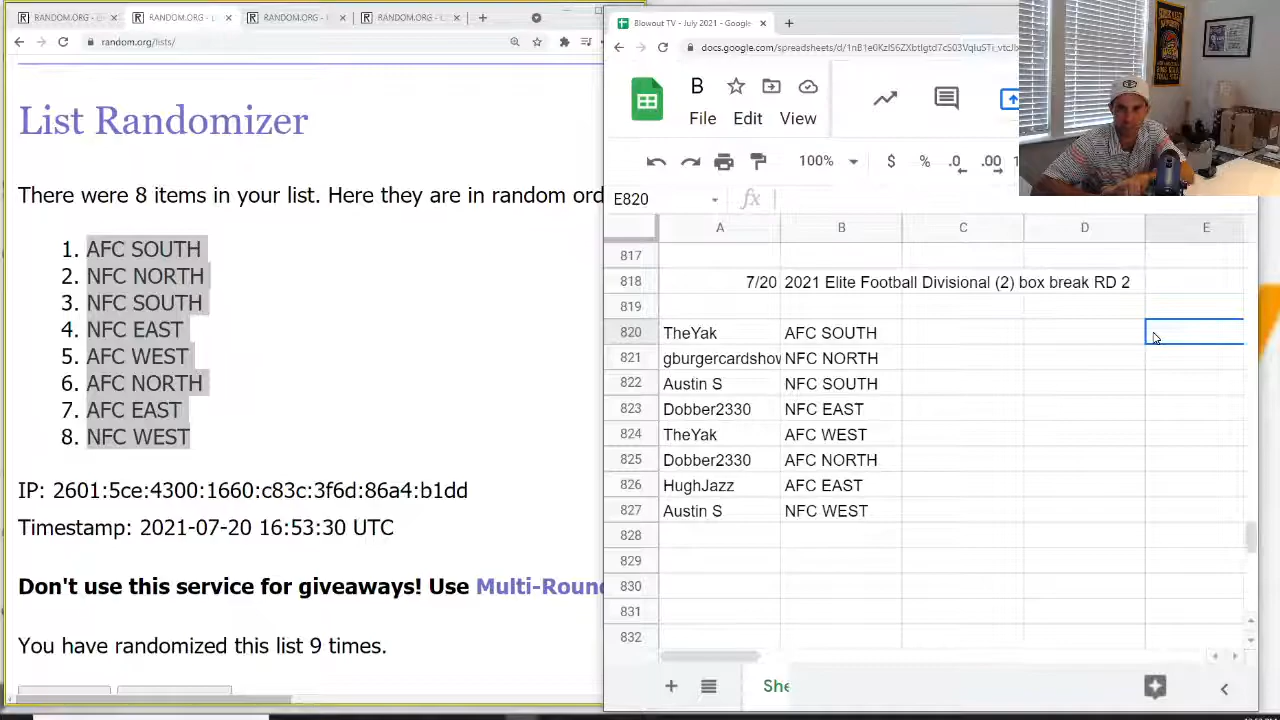 RANDOM.ORG -
RANDOM.ORG - L
RANDOM.ORG - I
RANDOM.ORG -
random.org/lists/
List Randomizer
There were 8 items in your list. Here they are in random ord
1. AFC SOUTH
2. NFC NORTH
3. NFC SOUTH
4. NFC EAST
5. AFC WEST
6. AFC NORTH
7. AFC EAST
8. NFC WEST
IP: 2601:5ce:4300:1660:c83c:3f6d:86a4:b1dd
Timestamp: 2021-07-20 16:53:30 UTC
Don't use this service for giveaways! Use Multi-Roun
You have randomized this list 9 times.
Blowout TV - July 2021 - Google
B
File Edit View
100% $ % .0 .00 1
E820 fx
A B C D E
817
818 7/20 2021 Elite Football Divisional (2) box break RD 2
819
820 TheYak AFC SOUTH
821 gburgercardshow NFC NORTH
822 Austin S NFC SOUTH
823 Dobber2330 NFC EAST
824 TheYak AFC WEST
825 Dobber2330 AFC NORTH
826 HughJazz AFC EAST
827 Austin S NFC WEST
828
829
830
831
832
She